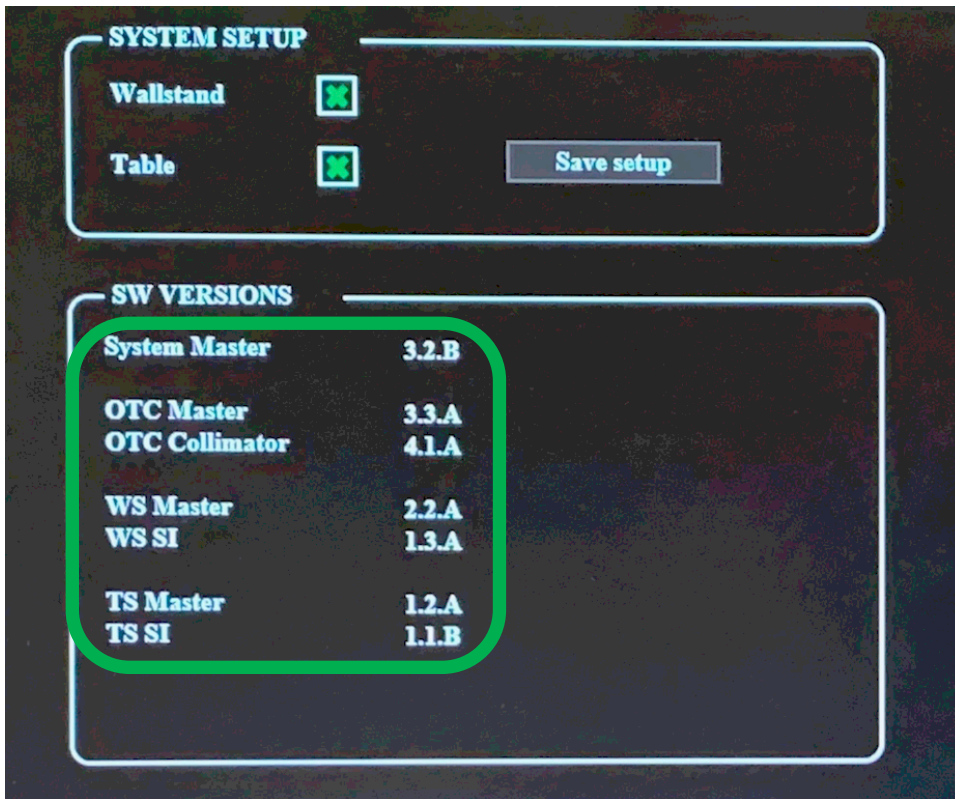 SYSTEM SETUP
Wallstand
Table
Save setup
SW VERSIONS
System Master 3.2.B
OTC Master 3.3.A
OTC Collimator 4.1.A
WS Master 2.2.A
WS SI 1.3.A
TS Master 1.2.A
TS SI 1.1.B